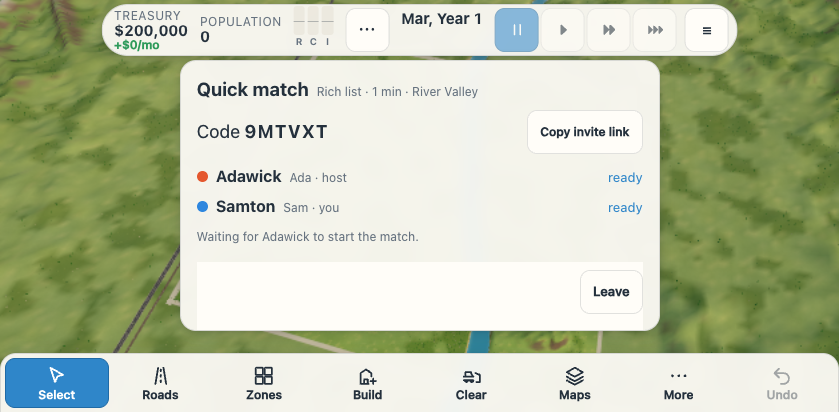 TREASURY
$200,000
+$0/mo
POPULATION
0
R C I
Mar, Year 1
Quick match Rich list · 1 min · River Valley
Code 9MTVXT
Copy invite link
Adawick Ada · host ready
Samton Sam · you ready
Waiting for Adawick to start the match.
Leave
Select
Roads
Zones
Build
Clear
Maps
More
Undo